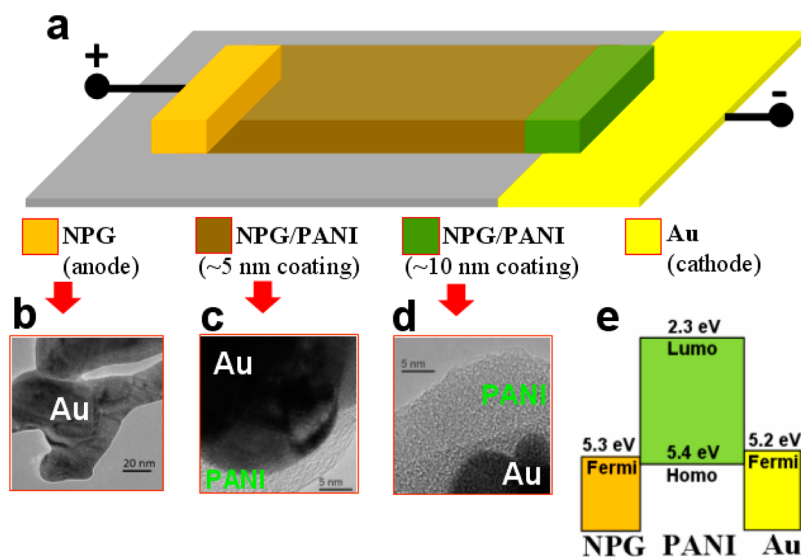 a
+
-
NPG
(anode)
NPG/PANI
(~5 nm coating)
NPG/PANI
(~10 nm coating)
Au
(cathode)
b
Au
20 nm
c
Au
PANI
5 nm
d
5 nm
PANI
Au
e
2.3 eV
Lumo
5.3 eV
Fermi
5.4 eV
Homo
5.2 eV
Fermi
NPG PANI Au